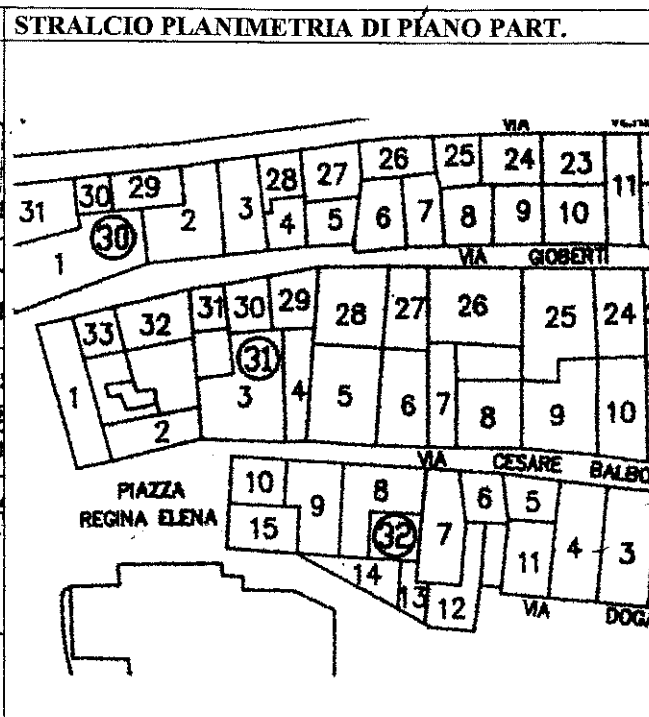 STRALCIO PLANIMETRIA DI PIANO PART.
VIA
31 30 29 28 27 26 25 24 23
30 1 2 3 4 5 6 7 8 9 10 11
VIA GIOBERTI
33 32 31 30 29 28 27 26 25 24
31
1 2 3 4 5 6 7 8 9 10
VIA CESARE BALBO
PIAZZA
REGINA ELENA
10 9 8 7 6 5 4 3
15 32 11
14 13 12
VIA DOGA